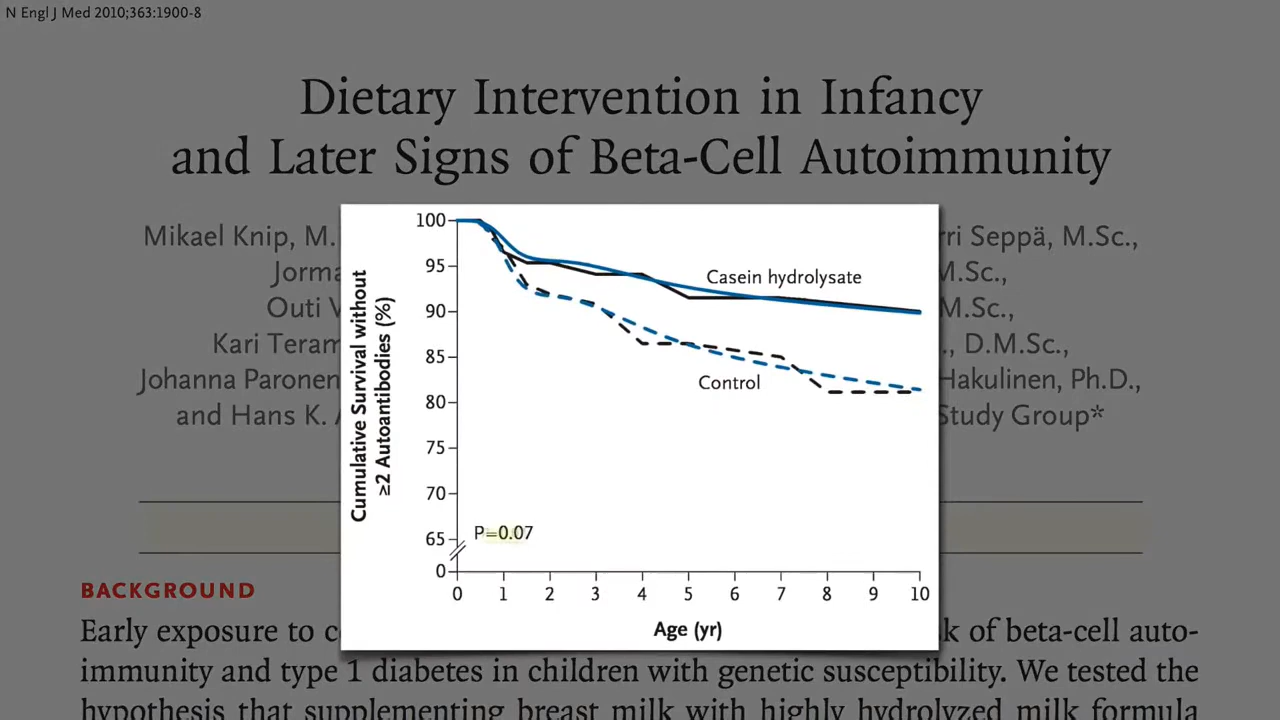 N Engl J Med 2010;363:1900-8
Dietary Intervention in Infancy
and Later Signs of Beta-Cell Autoimmunity
Mikael Knip, M. rri Seppä, M.Sc.,
Jorma M.Sc.,
Outi V M.Sc.,
Kari Teram ., D.M.Sc.,
Johanna Paronen Hakulinen, Ph.D.,
and Hans K. A Study Group*
Cumulative Survival without
≥2 Autoantibodies (%)
100
95
90
85
80
75
70
65
0
Casein hydrolysate
Control
P=0.07
0 1 2 3 4 5 6 7 8 9 10
Age (yr)
BACKGROUND
Early exposure to c k of beta-cell auto-
immunity and type 1 diabetes in children with genetic susceptibility. We tested the
hypothesis that supplementing breast milk with highly hydrolyzed milk formula